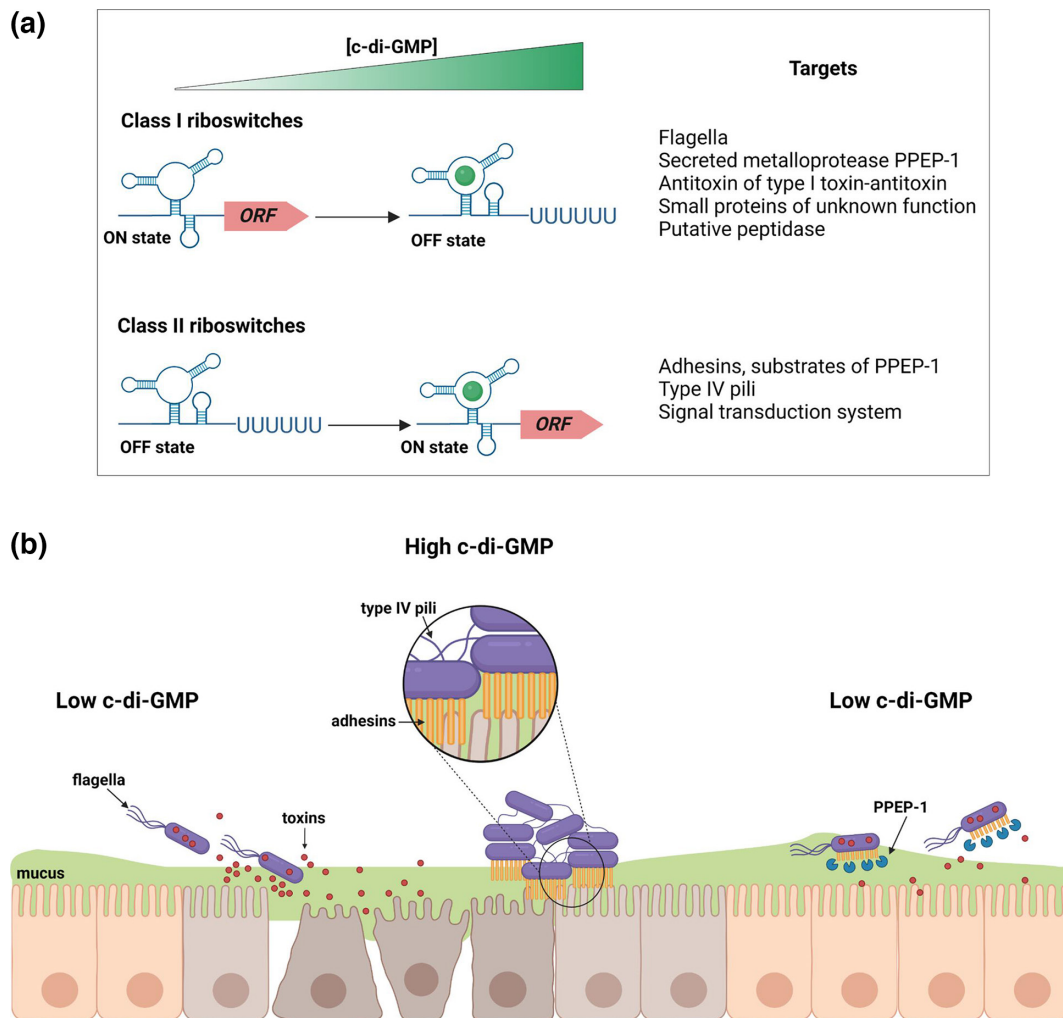 (a)
[c-di-GMP]
Targets
Class I riboswitches
ORF
ON state
OFF state
UUUUUU
Flagella
Secreted metalloprotease PPEP-1
Antitoxin of type I toxin-antitoxin
Small proteins of unknown function
Putative peptidase
Class II riboswitches
OFF state
UUUUUU
ON state
ORF
Adhesins, substrates of PPEP-1
Type IV pili
Signal transduction system
(b)
High c-di-GMP
type IV pili
adhesins
Low c-di-GMP
Low c-di-GMP
flagella
toxins
PPEP-1
mucus